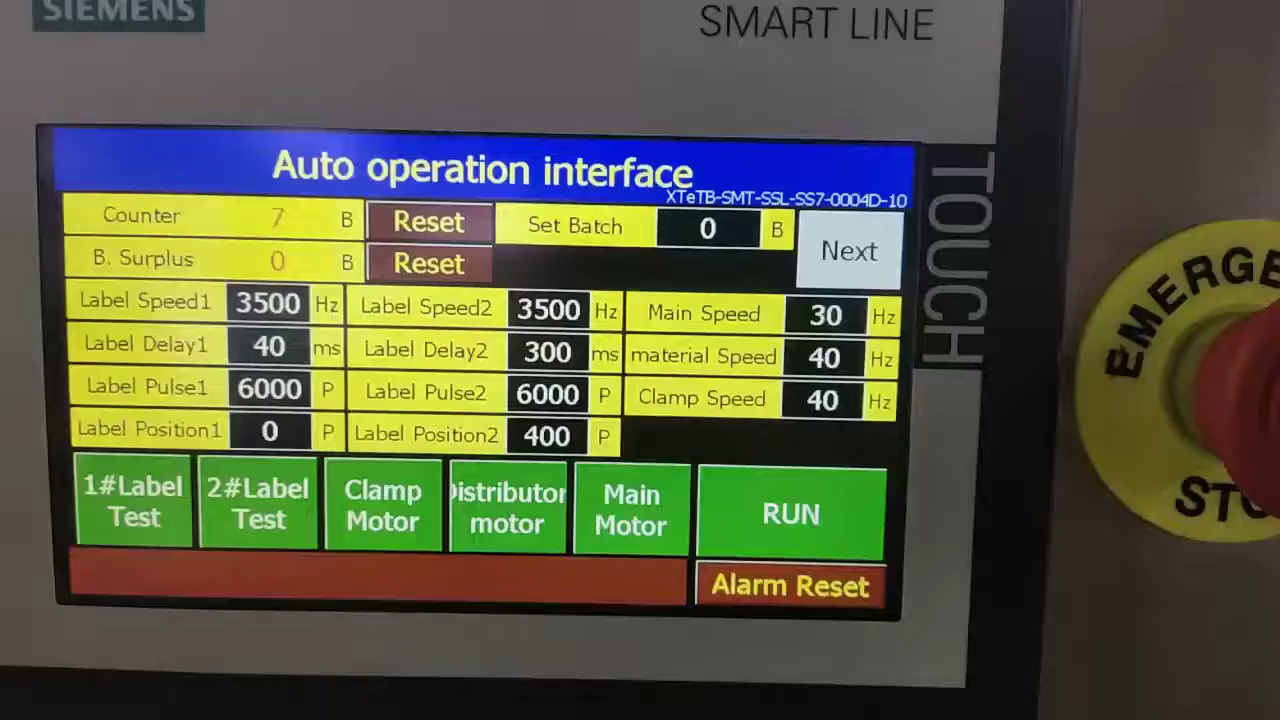 SIEMENS
SMART LINE
TOUCH
Auto operation interface
XTeTB-SMT-SSL-SS7-0004D-10
Counter 7 B Reset Set Batch 0 B Next
B. Surplus 0 B Reset
Label Speed1 3500 Hz Label Speed2 3500 Hz Main Speed 30 Hz
Label Delay1 40 ms Label Delay2 300 ms material Speed 40 Hz
Label Pulse1 6000 P Label Pulse2 6000 P Clamp Speed 40 Hz
Label Position1 0 P Label Position2 400 P
1#Label Test
2#Label Test
Clamp Motor
Distributor motor
Main Motor
RUN
Alarm Reset
EMERGE
STO